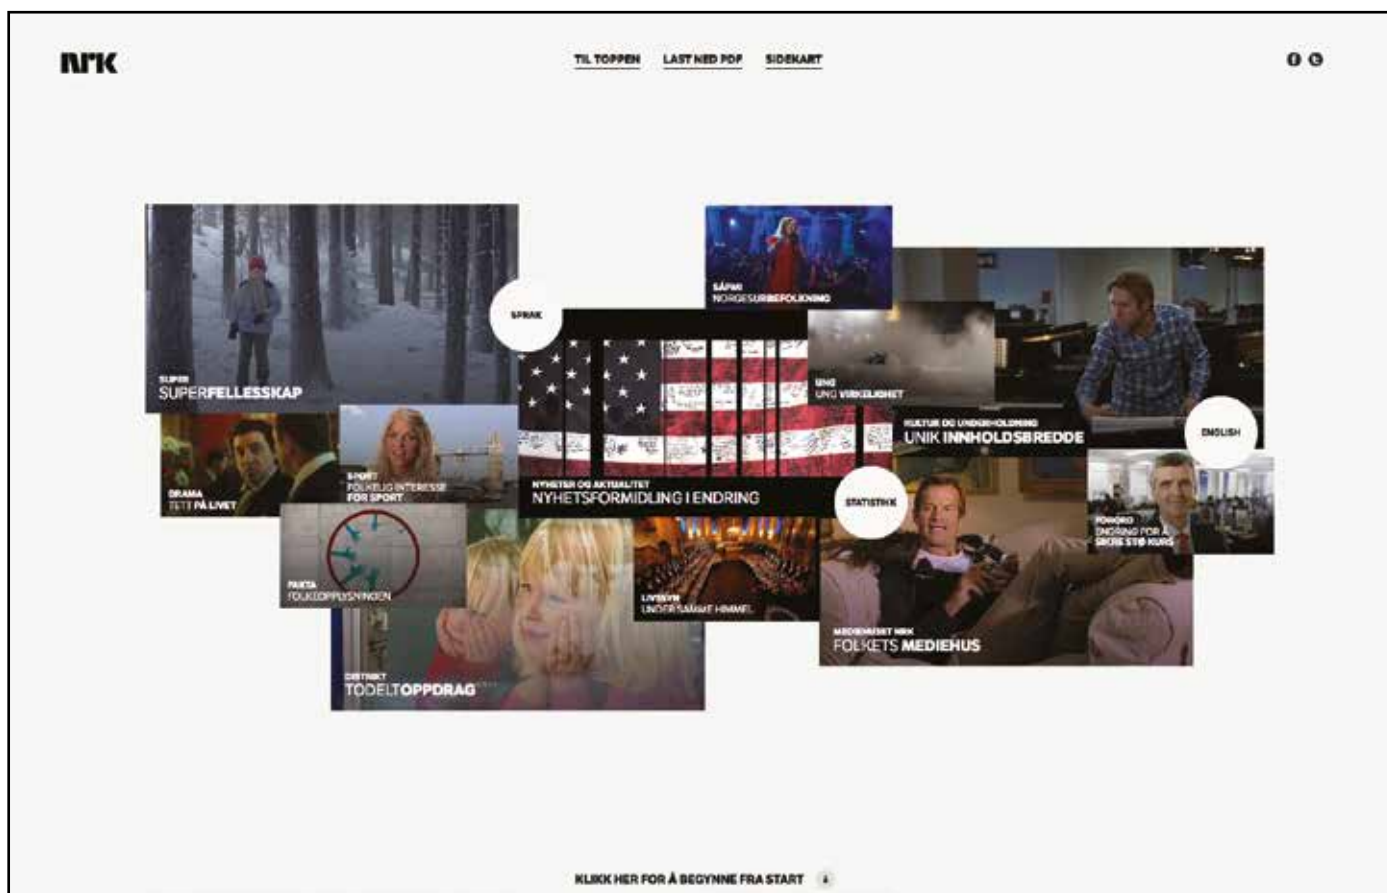 nrk
TIL TOPPEN
LAST NED PDF
SIDEKART
SUPER
SUPERFELLESSKAP
SPRÅK
SÁPMI
NORGES URBEFOLKNING
UNG
UNG VIRKELIGHET
KULTUR OG UNDERHOLDNING
UNIK INNHOLDSBREDDE
ENGLISH
DRAMA
TETT PÅ LIVET
SPORT
FOLKELIG INTERESSE
FOR SPORT
NYHETER OG AKTUALITET
NYHETSFORMIDLING I ENDRING
STATISTIKK
FORORD
ENDRING FOR Å
SIKRE STØ KURS
FAKTA
FOLKEOPPLYSNINGEN
LIVSSYN
UNDER SAMME HIMMEL
MEDIEHUSET NRK
FOLKETS MEDIEHUS
DISTRIKT
TODELT OPPDRAG
KLIKK HER FOR Å BEGYNNE FRA START